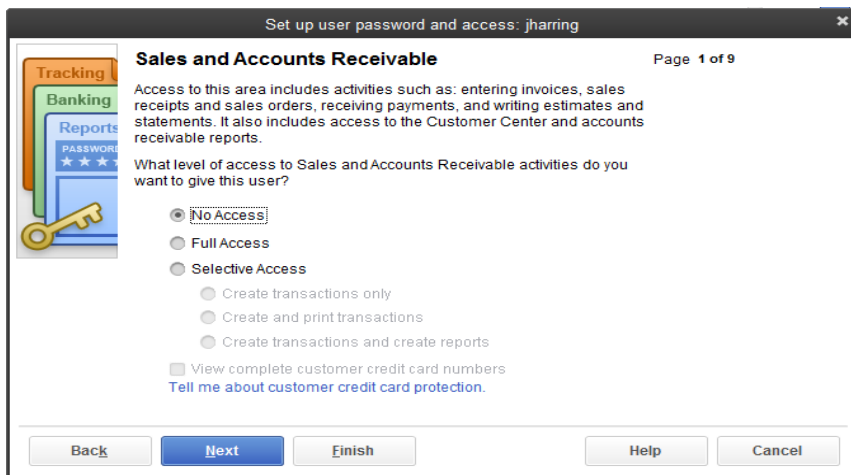 Set up user password and access: jharring
Tracking
Banking
Reports
PASSWORD
Sales and Accounts Receivable
Page 1 of 9
Access to this area includes activities such as: entering invoices, sales
receipts and sales orders, receiving payments, and writing estimates and
statements. It also includes access to the Customer Center and accounts
receivable reports.
What level of access to Sales and Accounts Receivable activities do you
want to give this user?
No Access
Full Access
Selective Access
Create transactions only
Create and print transactions
Create transactions and create reports
View complete customer credit card numbers
Tell me about customer credit card protection.
Back
Next
Finish
Help
Cancel